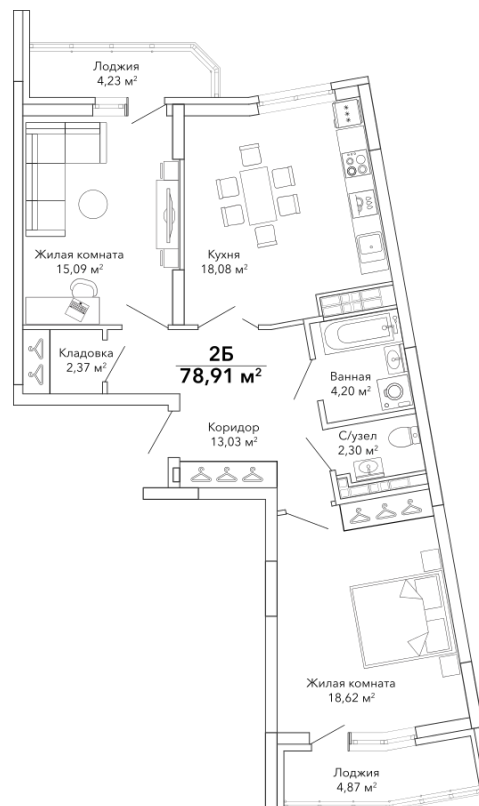 Лоджия
4,23 м²
Жилая комната
15,09 м²
Кухня
18,08 м²
Кладовка
2,37 м²
2Б
78,91 м²
Ванная
4,20 м²
Коридор
13,03 м²
С/узел
2,30 м²
Жилая комната
18,62 м²
Лоджия
4,87 м²